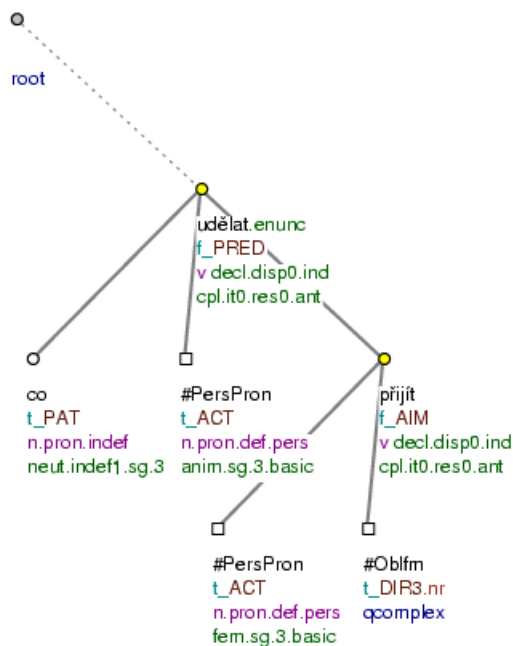 root
udělat.enunc
f_PRED
v decl.disp0.ind
cpl.it0.res0.ant
co
t_PAT
n.pron.indef
neut.indef1.sg.3
#PersPron
t_ACT
n.pron.def.pers
anim.sg.3.basic
přijít
f_AIM
v decl.disp0.ind
cpl.it0.res0.ant
#PersPron
t_ACT
n.pron.def.pers
fem.sg.3.basic
#Oblfm
t_DIR3.nr
qcomplex